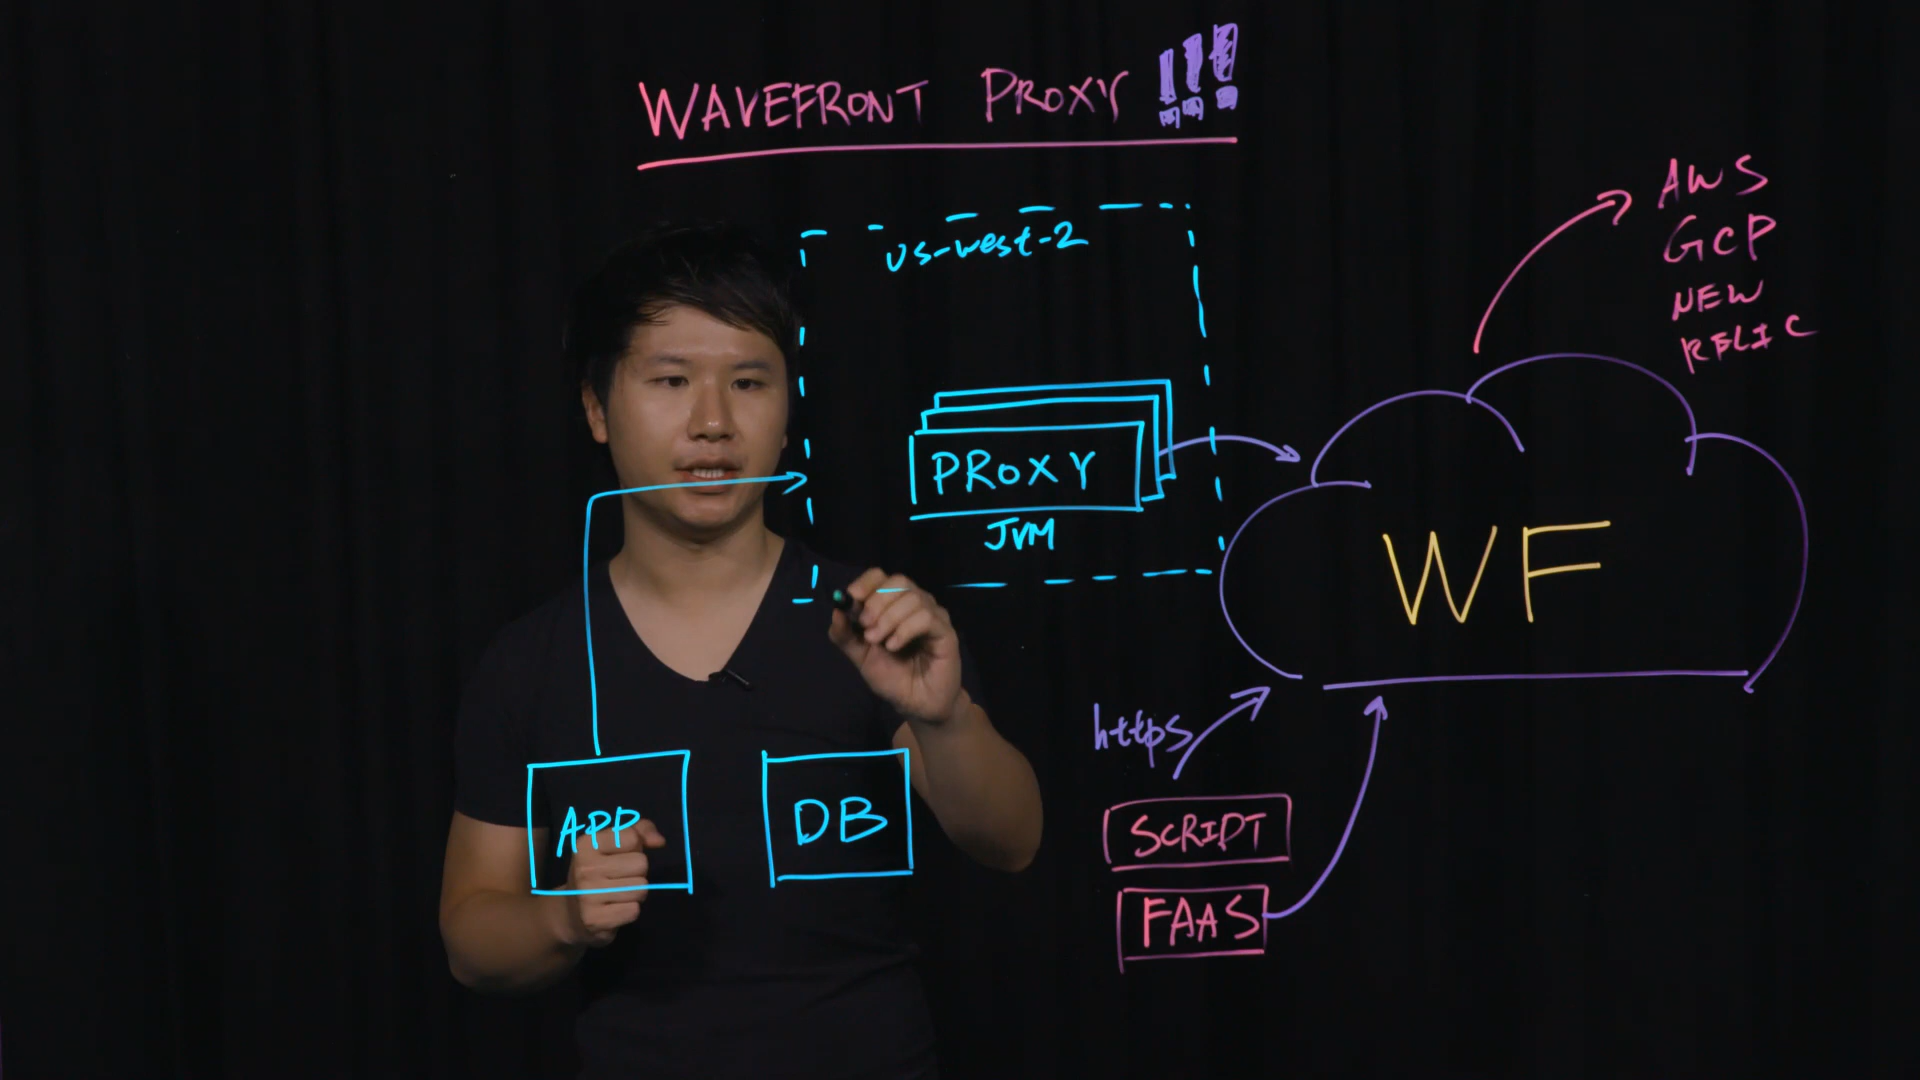 WAVEFRONT PROXY !!!
us-west-2
AWS
GCP
NEW
RELIC
PROXY
JVM
WF
https
APP
DB
SCRIPT
FAAS